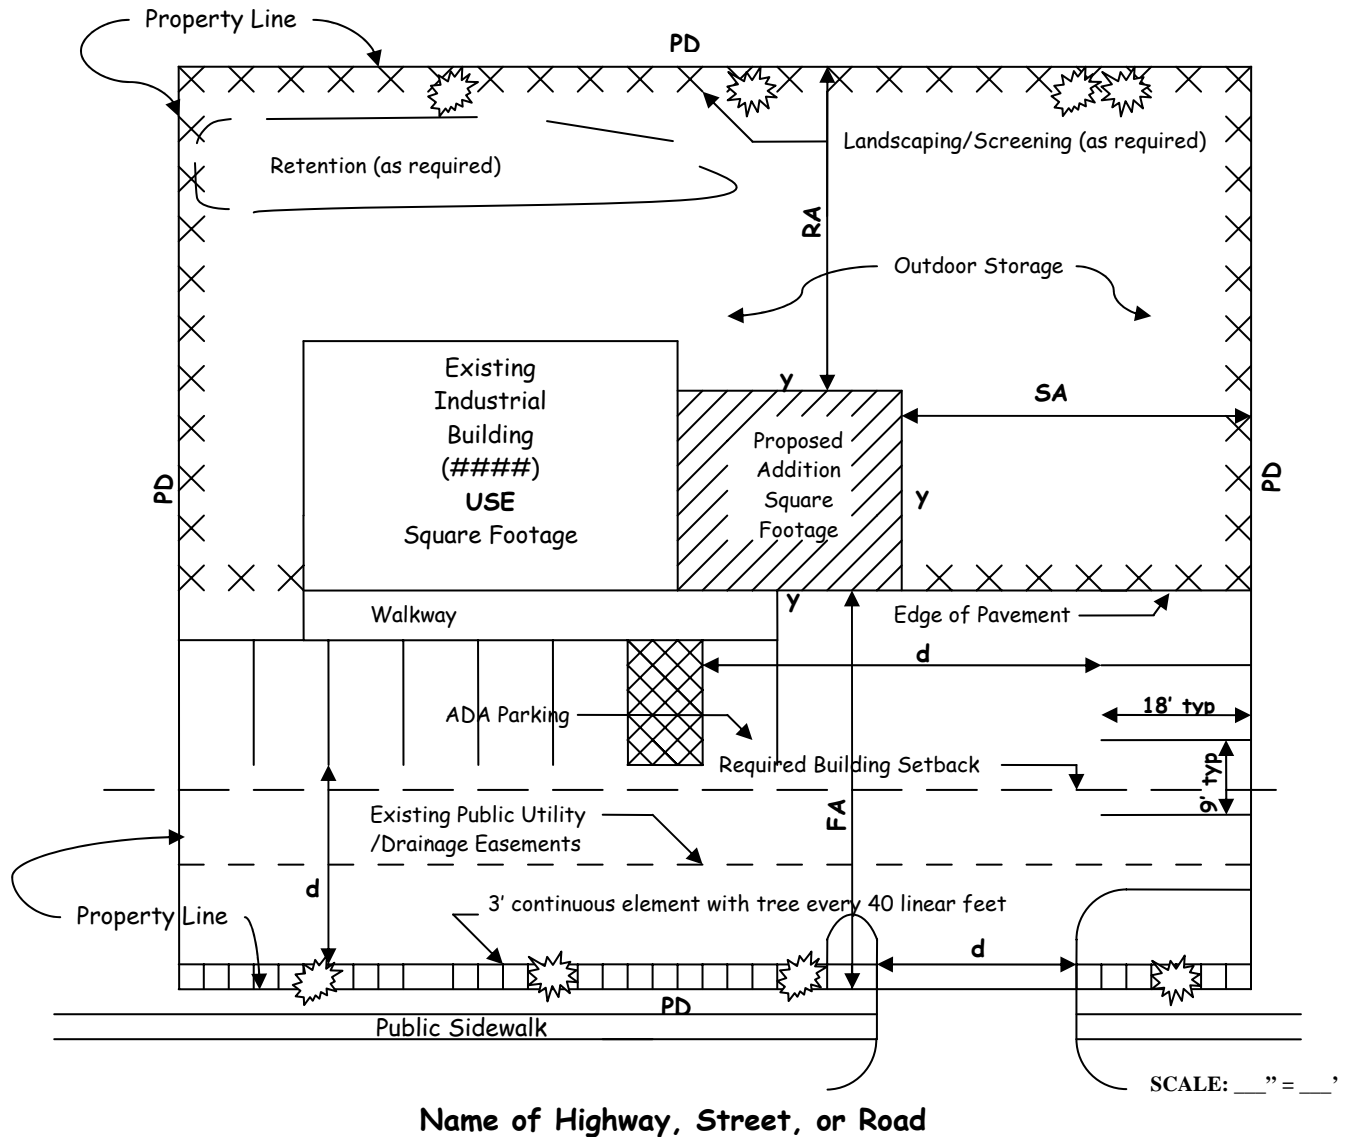 Property Line
PD
Landscaping/Screening (as required)
Retention (as required)
RA
Outdoor Storage
Existing
Industrial
Building
(####)
USE
Square Footage
y
SA
Proposed
Addition
Square
Footage
y
PD
PD
y
Walkway
Edge of Pavement
d
18' typ
ADA Parking
Required Building Setback
9' typ
FA
Existing Public Utility
/Drainage Easements
d
3' continuous element with tree every 40 linear feet
Property Line
d
PD
Public Sidewalk
SCALE: ___” = ___’
Name of Highway, Street, or Road